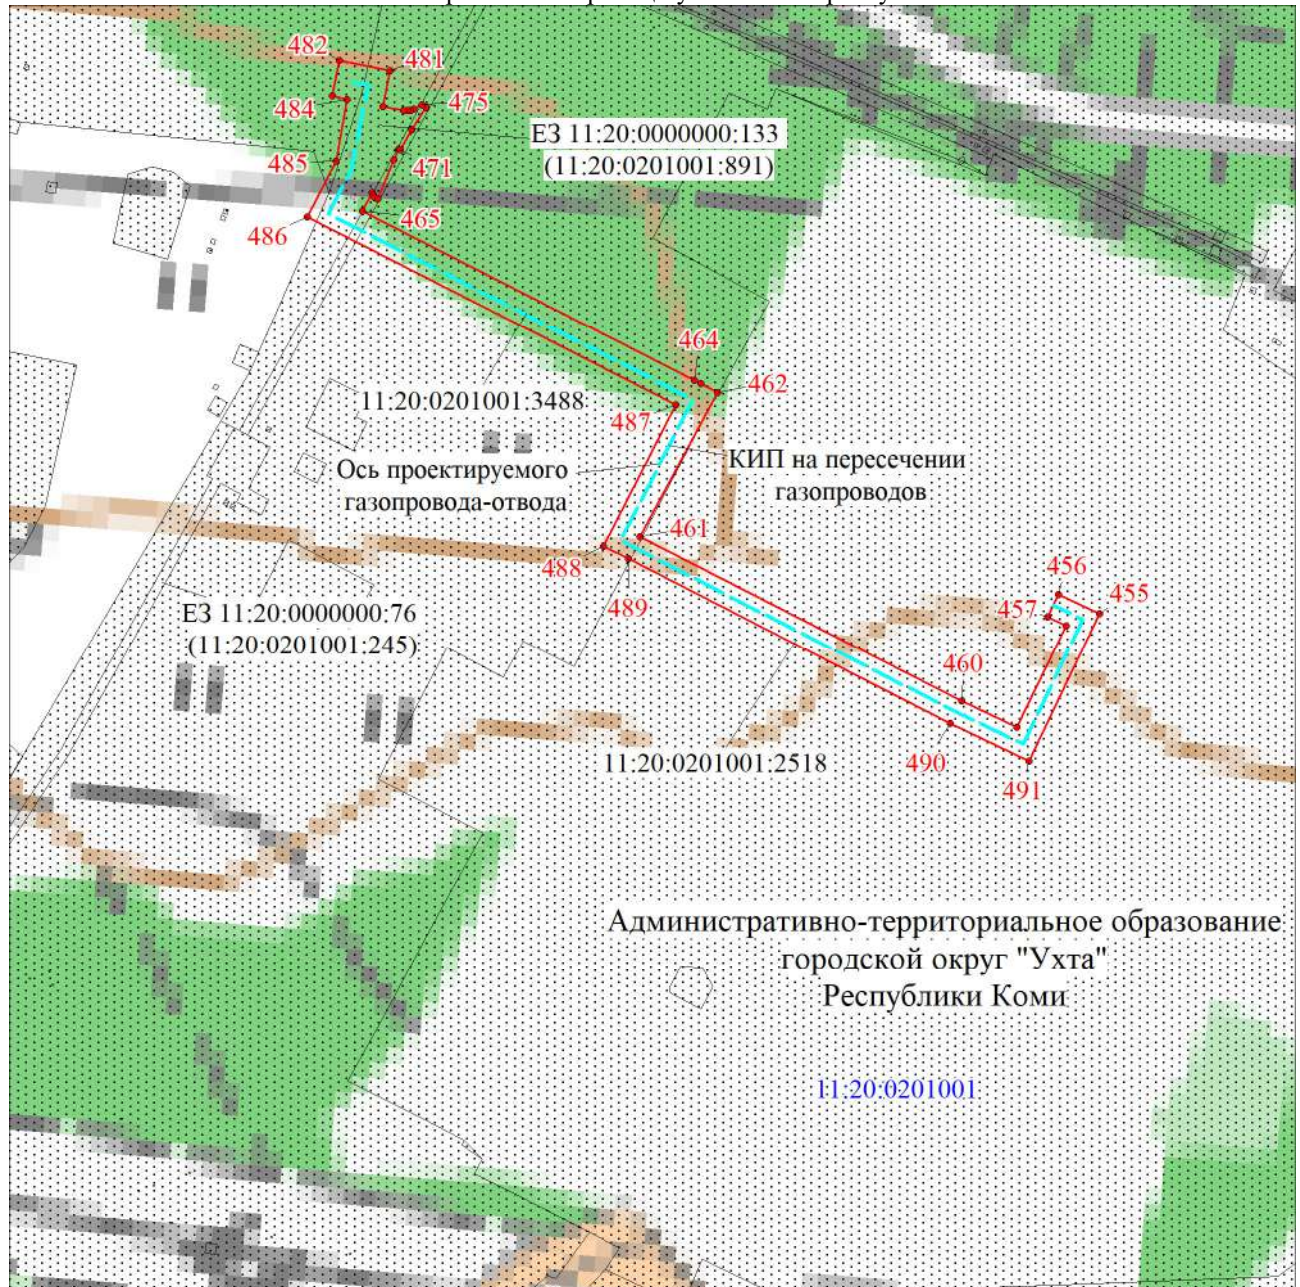 482
481
484
475
ЕЗ 11:20:0000000:133
(11:20:0201001:891)
485
471
465
486
464
462
11:20:0201001:3488
487
Ось проектируемого
газопровода-отвода
КИП на пересечении
газопроводов
461
488
489
456
455
457
ЕЗ 11:20:0000000:76
(11:20:0201001:245)
460
490
11:20:0201001:2518
491
Административно-территориальное образование
городской округ "Ухта"
Республики Коми
11:20:0201001